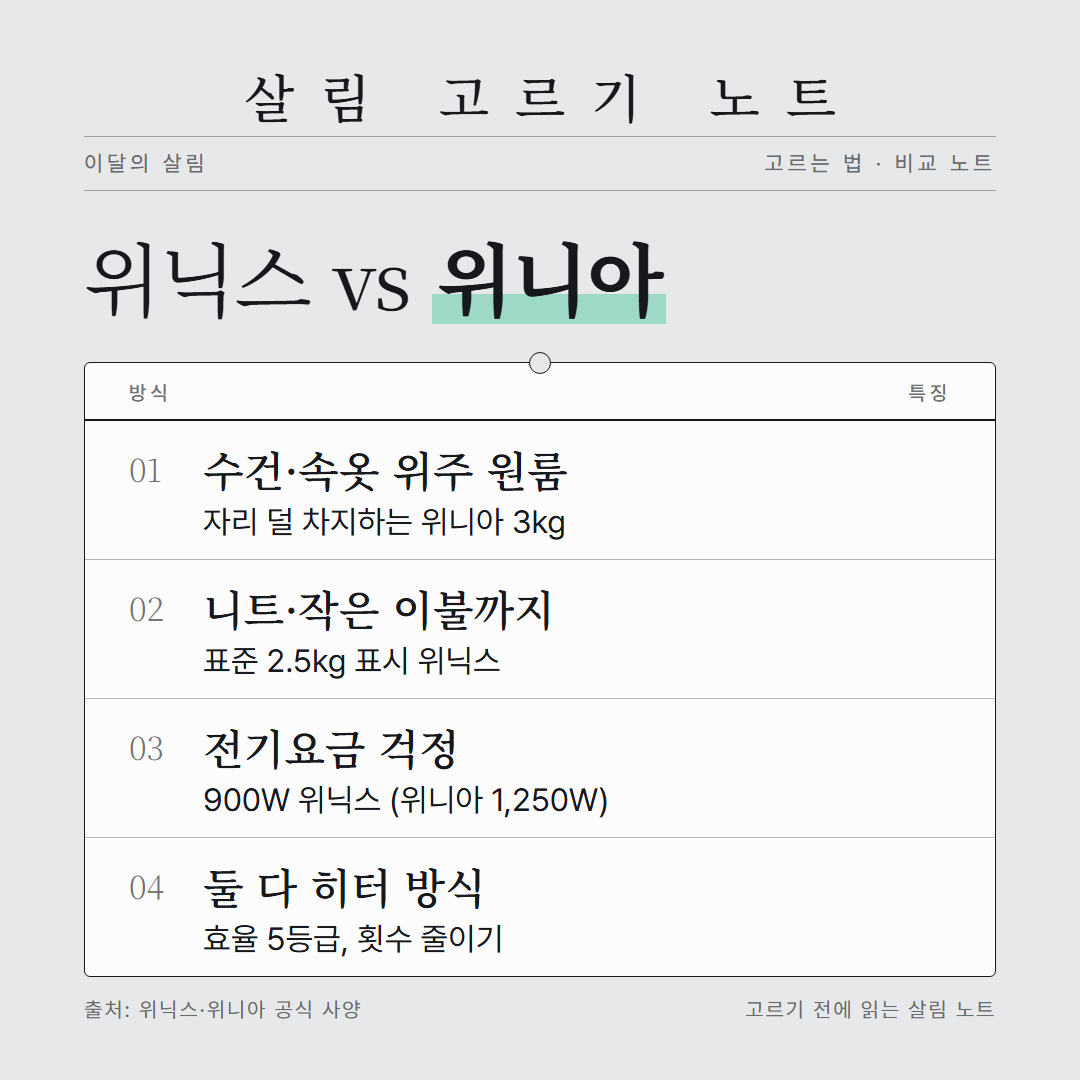 살림 고르기 노트
이달의 살림
고르는 법 · 비교 노트
위닉스 vs 위니아
방식
특징
01
수건·속옷 위주 원룸
자리 덜 차지하는 위니아 3kg
02
니트·작은 이불까지
표준 2.5kg 표시 위닉스
03
전기요금 걱정
900W 위닉스 (위니아 1,250W)
04
둘 다 히터 방식
효율 5등급, 횟수 줄이기
출처: 위닉스·위니아 공식 사양
고르기 전에 읽는 살림 노트